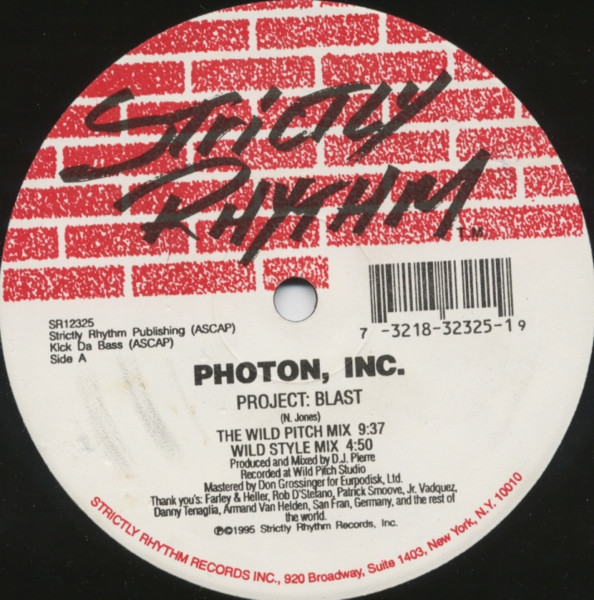 STRICTLY
RHYTHM
T.M.
SR12325
Strictly Rhythm Publishing (ASCAP)
Kick Da Bass (ASCAP)
Side A
7 -3218-32325-1 9
PHOTON, INC.
PROJECT: BLAST
(N. Jones)
THE WILD PITCH MIX 9:37
WILD STYLE MIX 4:50
Produced and Mixed by D.J. Pierre
Recorded at Wild Pitch Studio
Mastered by Don Grossinger for Europdisk, Ltd.
Thank you's: Farley & Heller, Rob D'Stefano, Patrick Smoove, Jr. Vadquez,
Danny Tenaglia, Armand Van Helden, San Fran, Germany, and the rest of
the world.
℗©1995 Strictly Rhythm Records, Inc.
STRICTLY RHYTHM RECORDS INC., 920 Broadway, Suite 1403, New York, N.Y. 10010